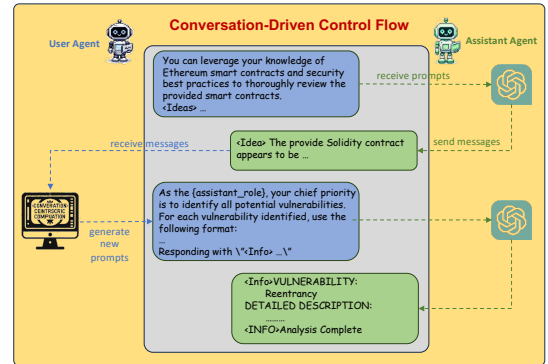 Conversation-Driven Control Flow
User Agent
Assistant Agent
You can leverage your knowledge of
Ethereum smart contracts and security
best practices to thoroughly review the
provided smart contracts.
<Ideas> ...
receive prompts
<Idea> The provide Solidity contract
appears to be ...
receive messages
send messages
As the {assistant_role}, your chief priority
is to identify all potential vulnerabilities.
For each vulnerability identified, use the
following format:
...
Responding with \"<Info> ...\"
generate
new
prompts
<Info>VULNERABILITY:
Reentrancy
DETAILED DESCRIPTION:
.........
<INFO>Analysis Complete